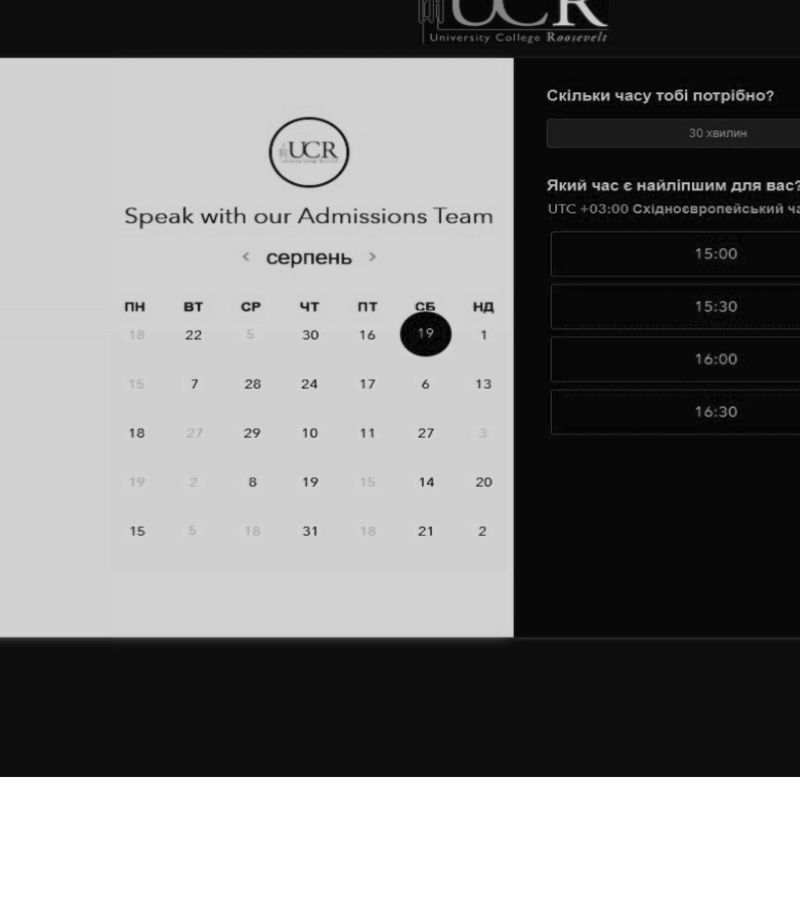 UCR
University College Roosevelt
UCR
Speak with our Admissions Team
< серпень >
ПН ВТ СР ЧТ ПТ СБ НД
18 22 5 30 16 19 1
15 7 28 24 17 6 13
18 27 29 10 11 27 3
19 2 8 19 15 14 20
15 5 18 31 18 21 2
Скільки часу тобі потрібно?
30 хвилин
Який час є найліпшим для вас?
UTC +03:00 Східноєвропейський
15:00
15:30
16:00
16:30